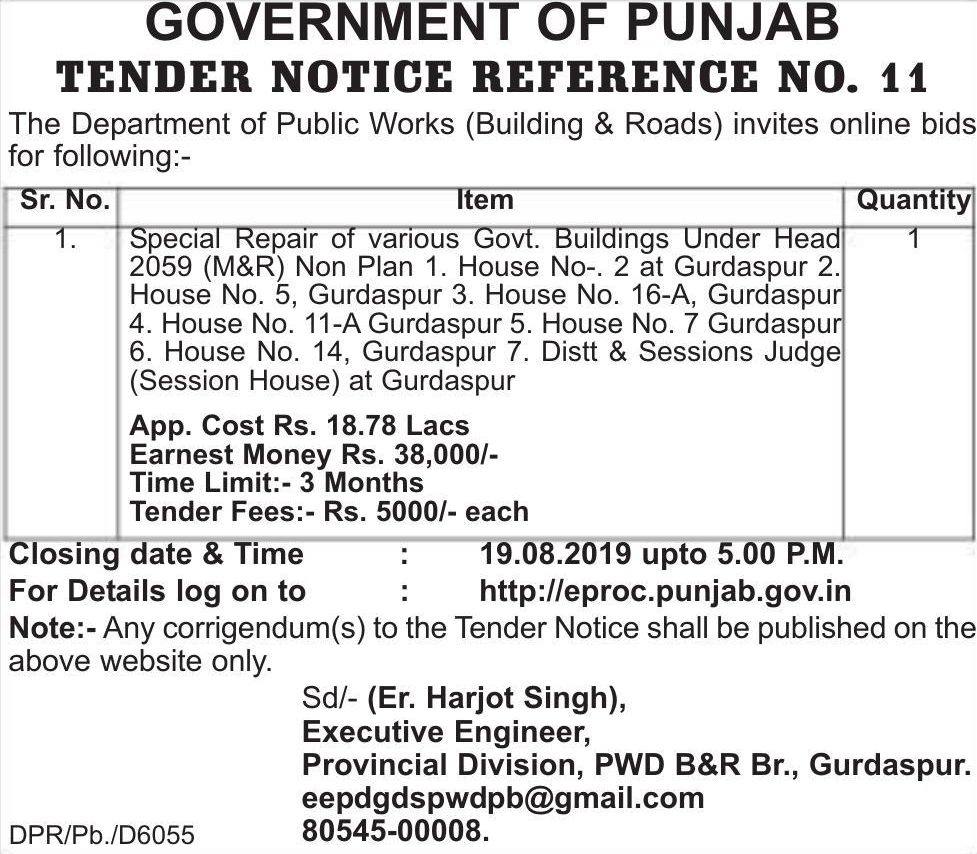 GOVERNMENT OF PUNJAB
TENDER NOTICE REFERENCE NO. 11
The Department of Public Works (Building & Roads) invites online bids
for following:-
Sr. No. Item Quantity
1. Special Repair of various Govt. Buildings Under Head 1
2059 (M&R) Non Plan 1. House No-. 2 at Gurdaspur 2.
House No. 5, Gurdaspur 3. House No. 16-A, Gurdaspur
4. House No. 11-A Gurdaspur 5. House No. 7 Gurdaspur
6. House No. 14, Gurdaspur 7. Distt & Sessions Judge
(Session House) at Gurdaspur
App. Cost Rs. 18.78 Lacs
Earnest Money Rs. 38,000/-
Time Limit:- 3 Months
Tender Fees:- Rs. 5000/- each
Closing date & Time : 19.08.2019 upto 5.00 P.M.
For Details log on to : http://eproc.punjab.gov.in
Note:- Any corrigendum(s) to the Tender Notice shall be published on the
above website only.
Sd/- (Er. Harjot Singh),
Executive Engineer,
Provincial Division, PWD B&R Br., Gurdaspur.
eepdgdspwdpb@gmail.com
DPR/Pb./D6055 80545-00008.